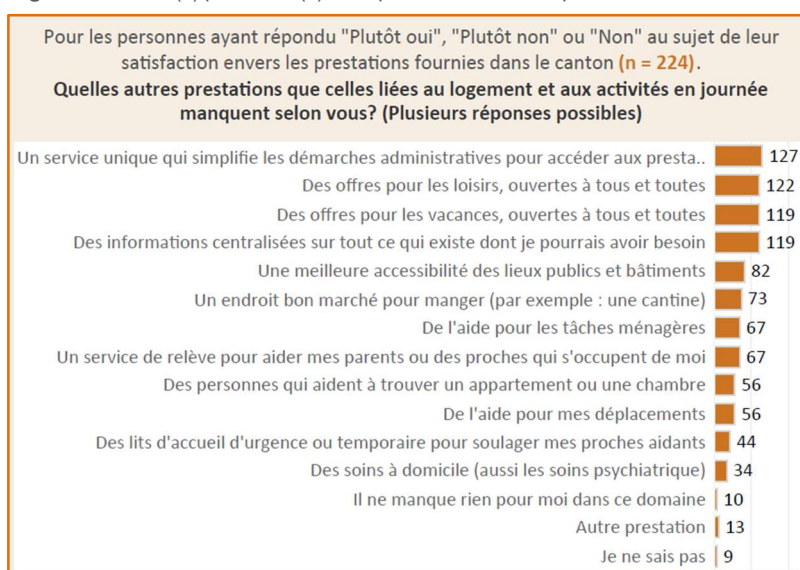 Pour les personnes ayant répondu "Plutôt oui", "Plutôt non" ou "Non" au sujet de leur
satisfaction envers les prestations fournies dans le canton (n = 224).
Quelles autres prestations que celles liées au logement et aux activités en journée
manquent selon vous? (Plusieurs réponses possibles)
Un service unique qui simplifie les démarches administratives pour accéder aux presta.. 127
Des offres pour les loisirs, ouvertes à tous et toutes 122
Des offres pour les vacances, ouvertes à tous et toutes 119
Des informations centralisées sur tout ce qui existe dont je pourrais avoir besoin 119
Une meilleure accessibilité des lieux publics et bâtiments 82
Un endroit bon marché pour manger (par exemple : une cantine) 73
De l'aide pour les tâches ménagères 67
Un service de relève pour aider mes parents ou des proches qui s'occupent de moi 67
Des personnes qui aident à trouver un appartement ou une chambre 56
De l'aide pour mes déplacements 56
Des lits d'accueil d'urgence ou temporaire pour soulager mes proches aidants 44
Des soins à domicile (aussi les soins psychiatrique) 34
Il ne manque rien pour moi dans ce domaine 10
Autre prestation 13
Je ne sais pas 9